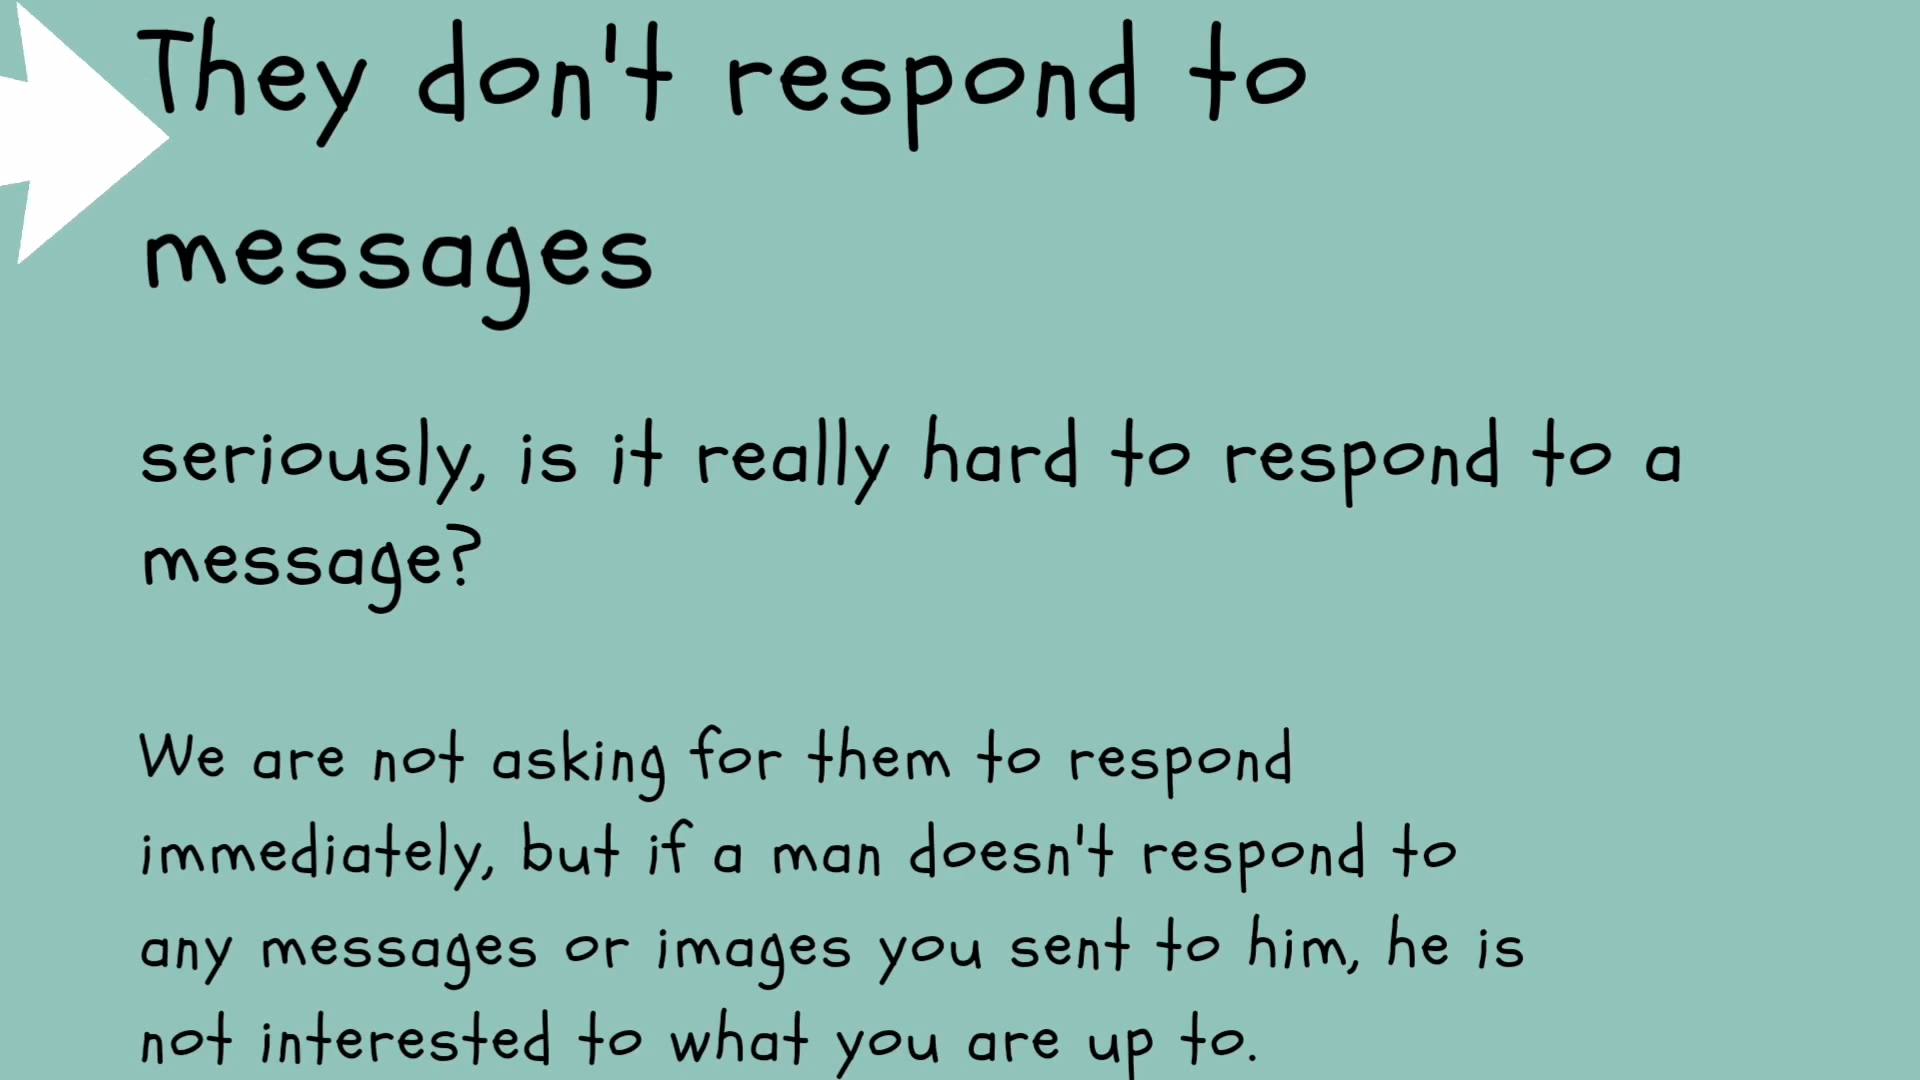 They don't respond to
messages
seriously, is it really hard to respond to a
message?
We are not asking for them to respond
immediately, but if a man doesn't respond to
any messages or images you sent to him, he is
not interested to what you are up to.